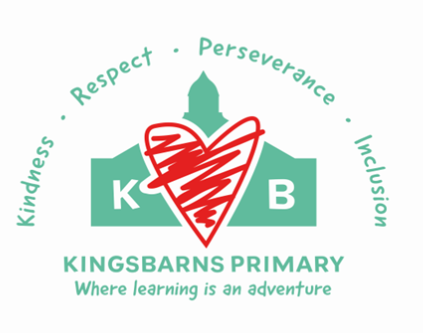 Kindness · Respect · Perseverance · Inclusion
K B
KINGSBARNS PRIMARY
Where learning is an adventure